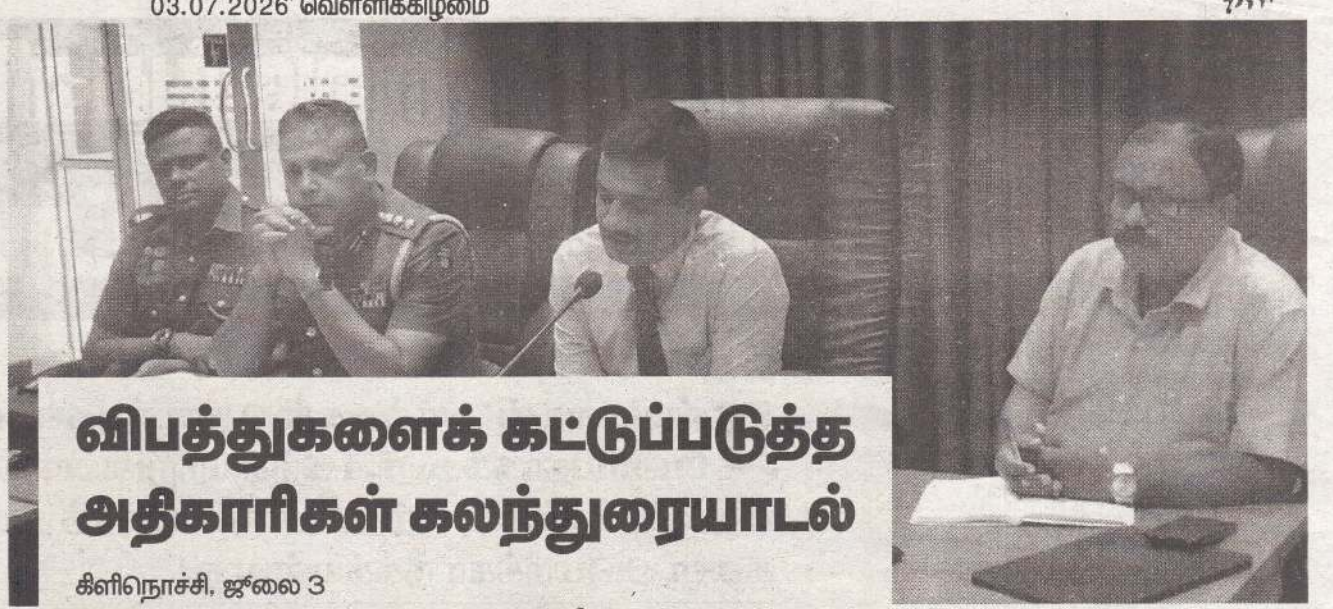 03.07.2026 வெள்ளிக்கிழமை
விபத்துகளைக் கட்டுப்படுத்த
அதிகாரிகள் கலந்துரையாடல்
கிளிநொச்சி, ஜூலை 3